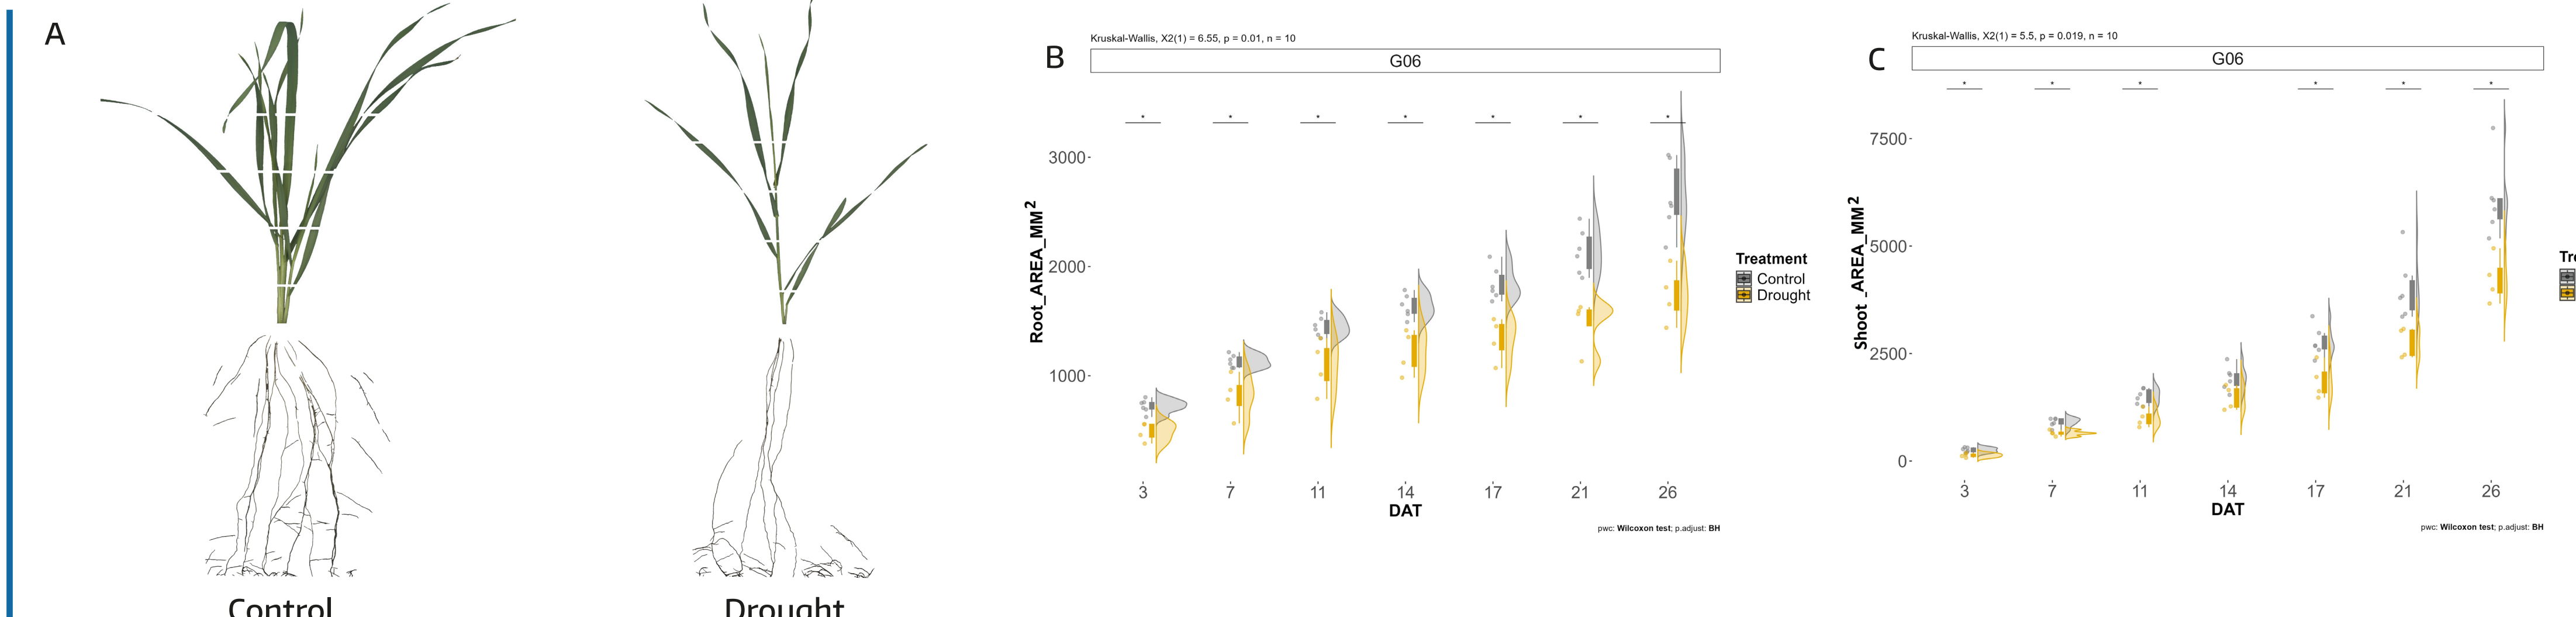 A
Control
Drought
B
Kruskal-Wallis, X2(1) = 6.55, p = 0.01, n = 10
G06
* * * * * * *
Root_AREA_MM2
3000
2000
1000
3 7 11 14 17 21 26
DAT
pwc: Wilcoxon test; p.adjust: BH
Treatment
Control
Drought
C
Kruskal-Wallis, X2(1) = 5.5, p = 0.019, n = 10
G06
* * * * * *
Shoot _AREA_MM2
7500
5000
2500
0
3 7 11 14 17 21 26
DAT
pwc: Wilcoxon test; p.adjust: BH